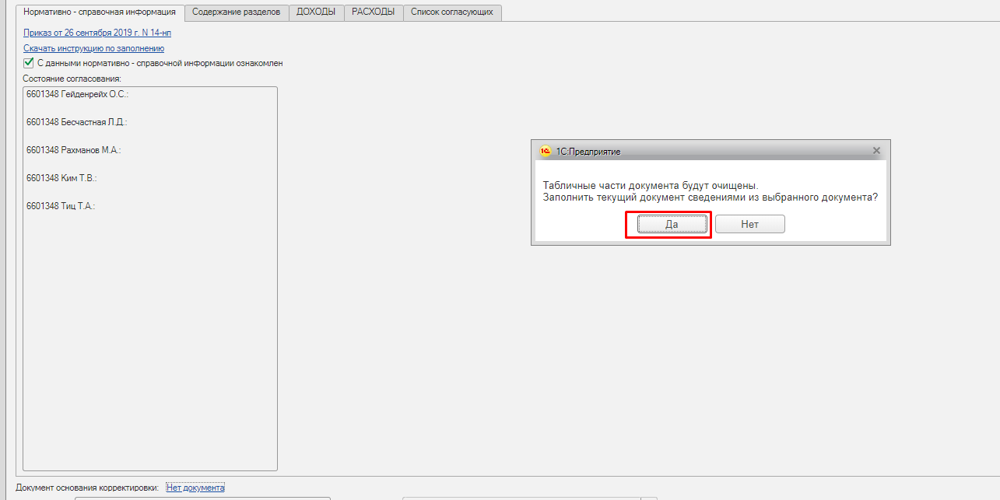 Нормативно - справочная информация
Содержание разделов
ДОХОДЫ
РАСХОДЫ
Список согласующих
Приказ от 26 сентября 2019 г. N 14-нп
Скачать инструкцию по заполнению
С данными нормативно - справочной информации ознакомлен
Состояние согласования:
6601348 Гейденрейх О.С.:
6601348 Бесчастная Л.Д.:
6601348 Рахманов М.А.:
6601348 Ким Т.В.:
6601348 Тиц Т.А.:
1С:Предприятие
Табличные части документа будут очищены.
Заполнить текущий документ сведениями из выбранного документа?
Да
Нет
Документ основания корректировки: Нет документа